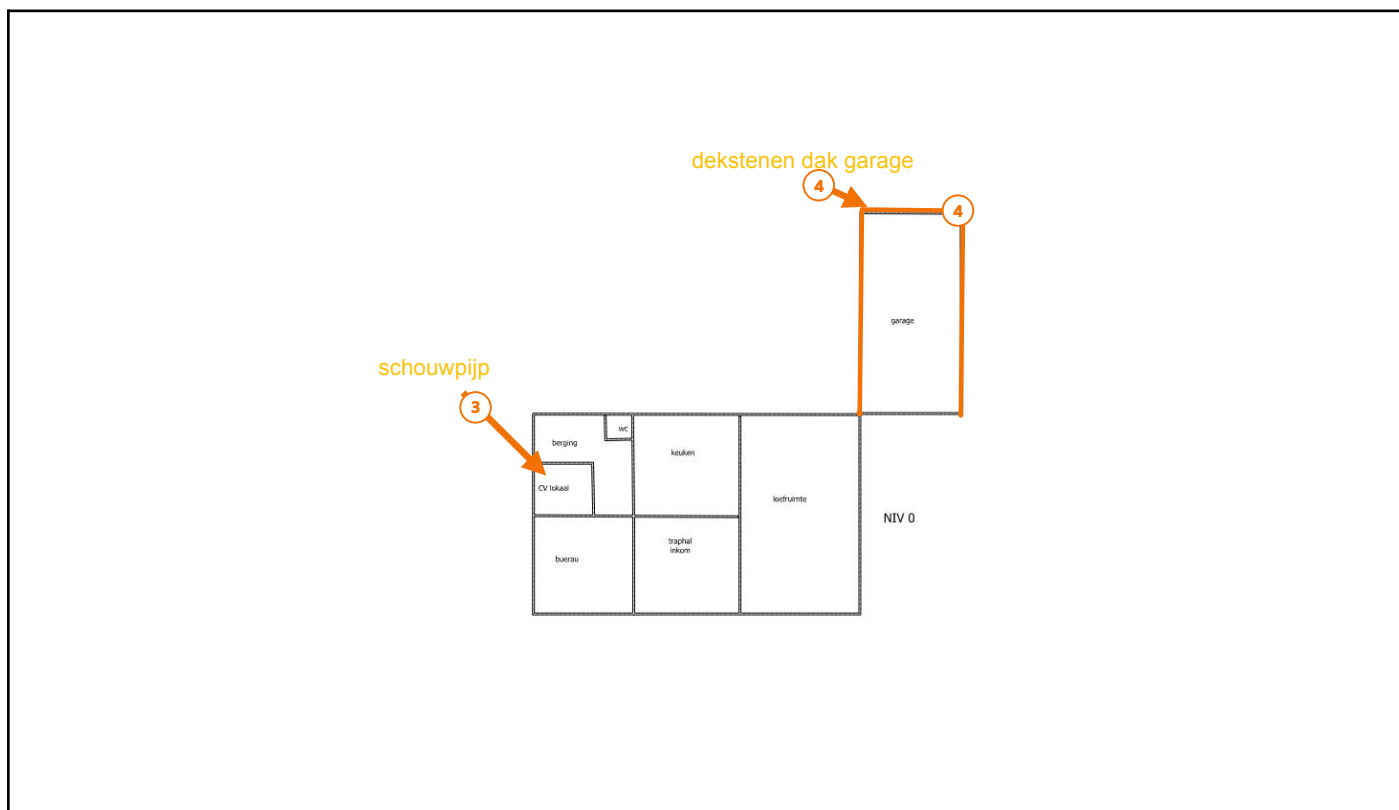 dekstenen dak garage
4
4
garage
schouwpijp
3
wc
berging
keuken
CV lokaal
leefruimte
NIV 0
traphal
inkom
buerau